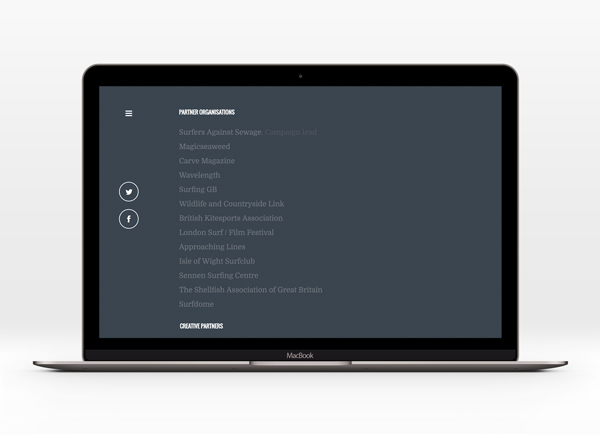 PARTNER ORGANISATIONS
Surfers Against Sewage Campaign lead
Magicseaweed
Carve Magazine
Wavelength
Surfing GB
Wildlife and Countryside Link
British Kitesports Association
London Surf / Film Festival
Approaching Lines
Isle of Wight Surfclub
Sennen Surfing Centre
The Shellfish Association of Great Britain
Surfdome
CREATIVE PARTNERS
MacBook